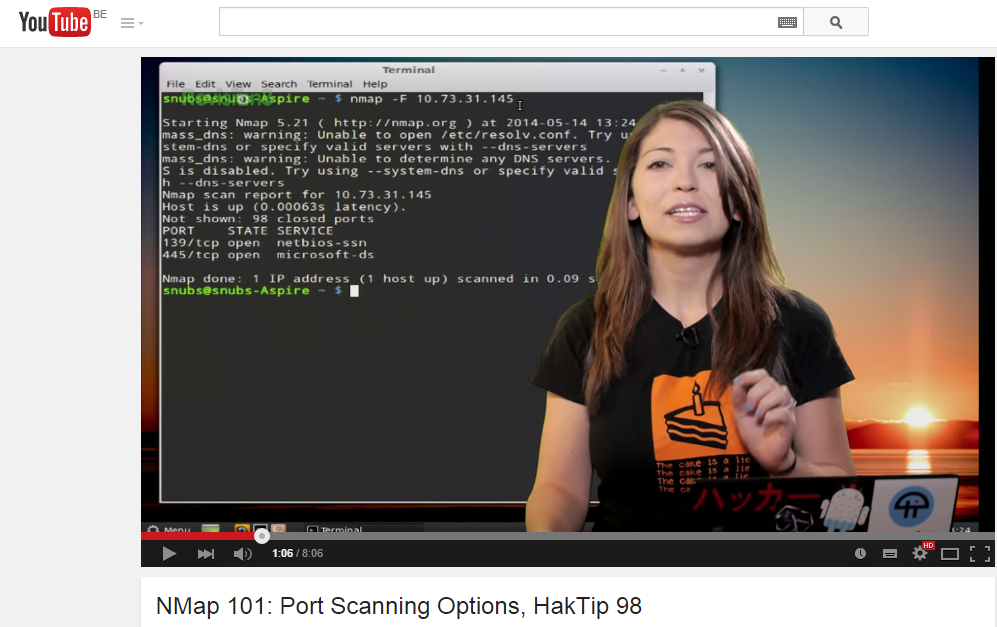 YouTube BE
Terminal
File Edit View Search Terminal Help
snubs@snubs-Aspire ~ $ nmap -F 10.73.31.145
Starting Nmap 5.21 ( http://nmap.org ) at 2014-05-14 13:24
mass_dns: warning: Unable to open /etc/resolv.conf. Try u
stem-dns or specify valid servers with --dns-servers
mass_dns: warning: Unable to determine any DNS servers.
S is disabled. Try using --system-dns or specify valid s
h --dns-servers
Nmap scan report for 10.73.31.145
Host is up (0.00063s latency).
Not shown: 98 closed ports
PORT STATE SERVICE
139/tcp open netbios-ssn
445/tcp open microsoft-ds
Nmap done: 1 IP address (1 host up) scanned in 0.09 s
snubs@snubs-Aspire ~ $
The cake is a lie
The cake is a lie
The cake is a lie
The ca
ハッカー
Menu
Terminal
:24
1:06 / 8:06
HD
NMap 101: Port Scanning Options, HakTip 98